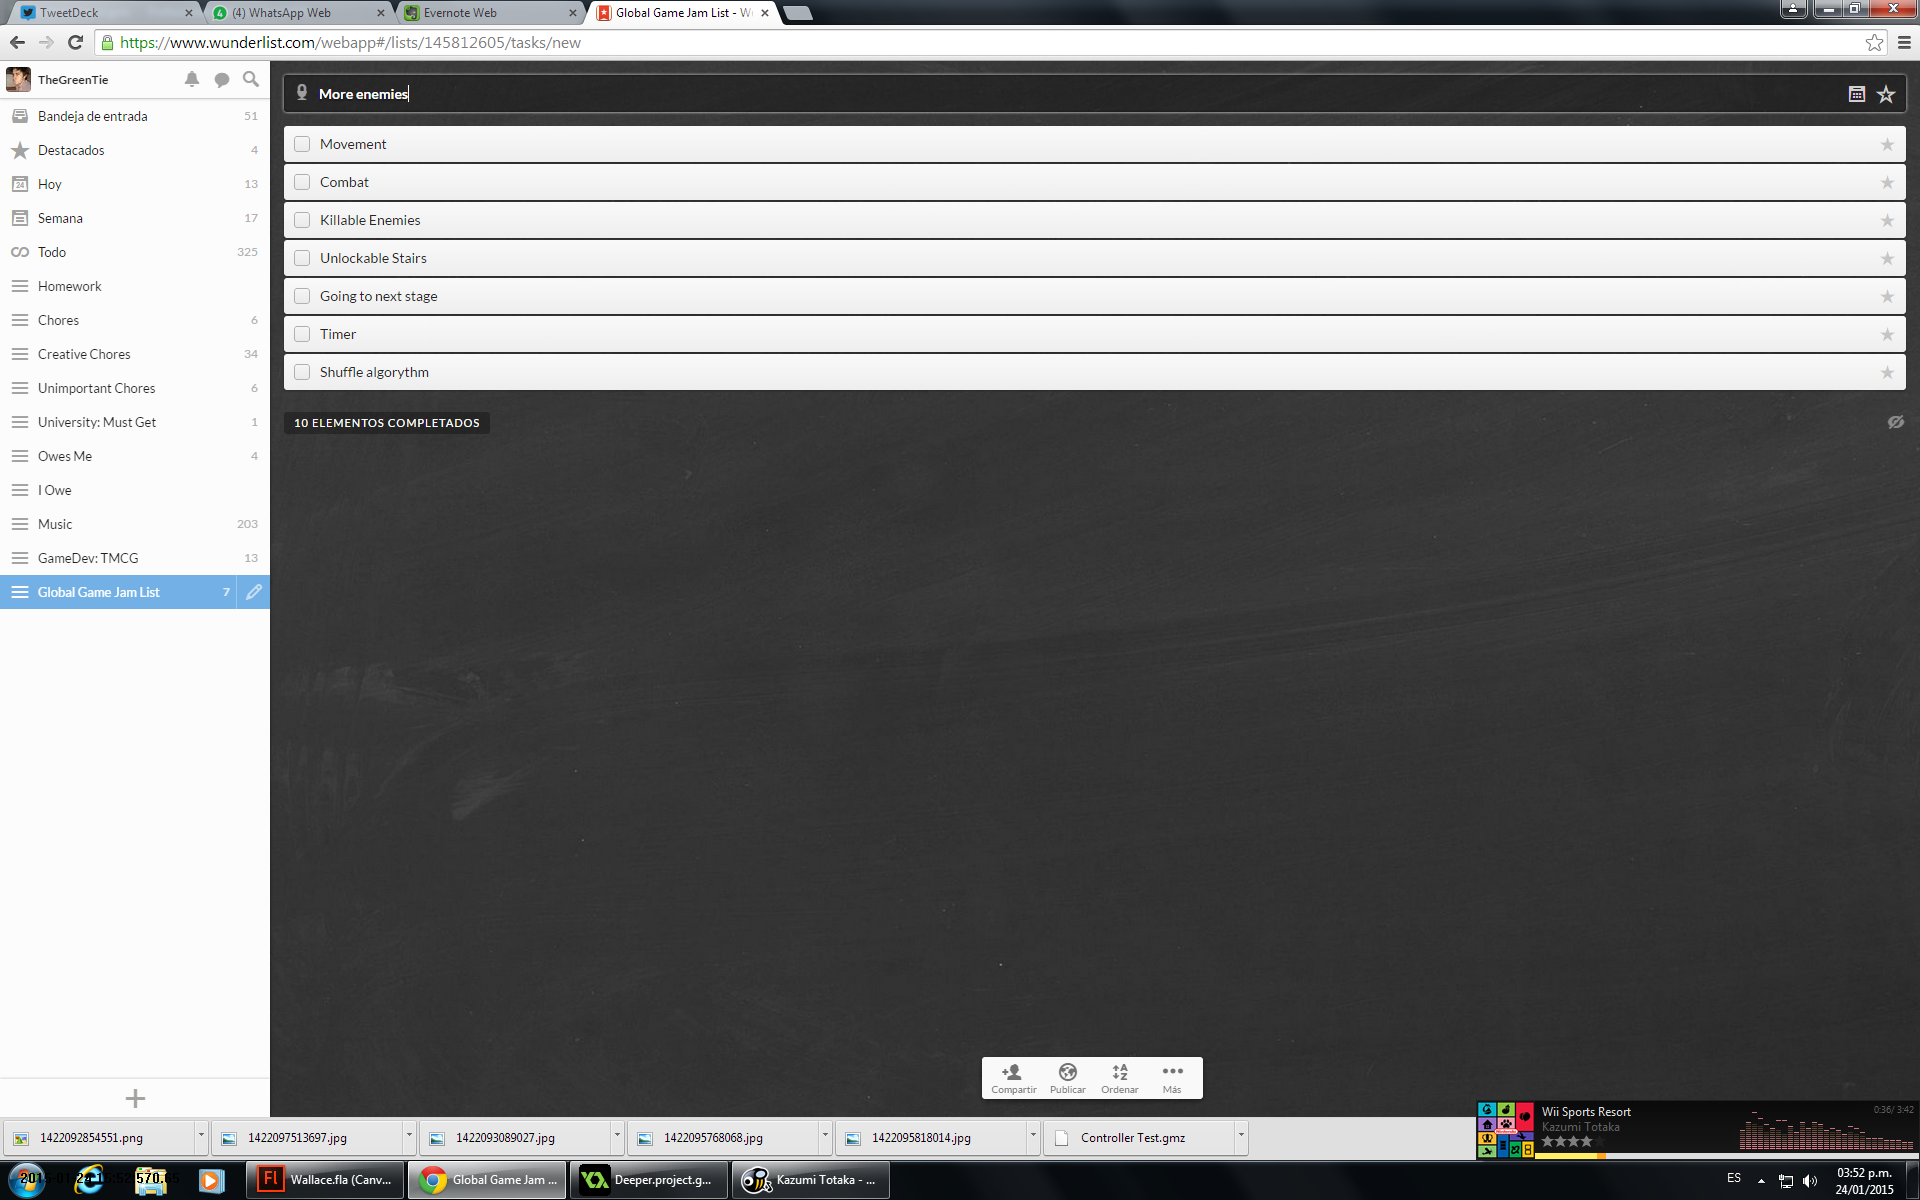 TweetDeck
(4) WhatsApp Web
Evernote Web
Global Game Jam List - W
https://www.wunderlist.com/webapp#/lists/145812605/tasks/new
TheGreenTie
Bandeja de entrada 51
Destacados 4
24 Hoy 13
Semana 17
Todo 325
Homework
Chores 6
Creative Chores 34
Unimportant Chores 6
University: Must Get 1
Owes Me 4
I Owe
Music 203
GameDev: TMCG 13
Global Game Jam List 7
More enemies
Movement
Combat
Killable Enemies
Unlockable Stairs
Going to next stage
Timer
Shuffle algorythm
10 ELEMENTOS COMPLETADOS
Compartir
Publicar
Ordenar
Más
1422092854551.png
1422097513697.jpg
1422093089027.jpg
1422095768068.jpg
1422095818014.jpg
Controller Test.gmz
Wii Sports Resort
Kazumi Totaka
0:36/ 3:42
Wallace.fla (Canv...
Global Game Jam ...
Deeper.project.g...
Kazumi Totaka - ...
ES
03:52 p.m.
24/01/2015